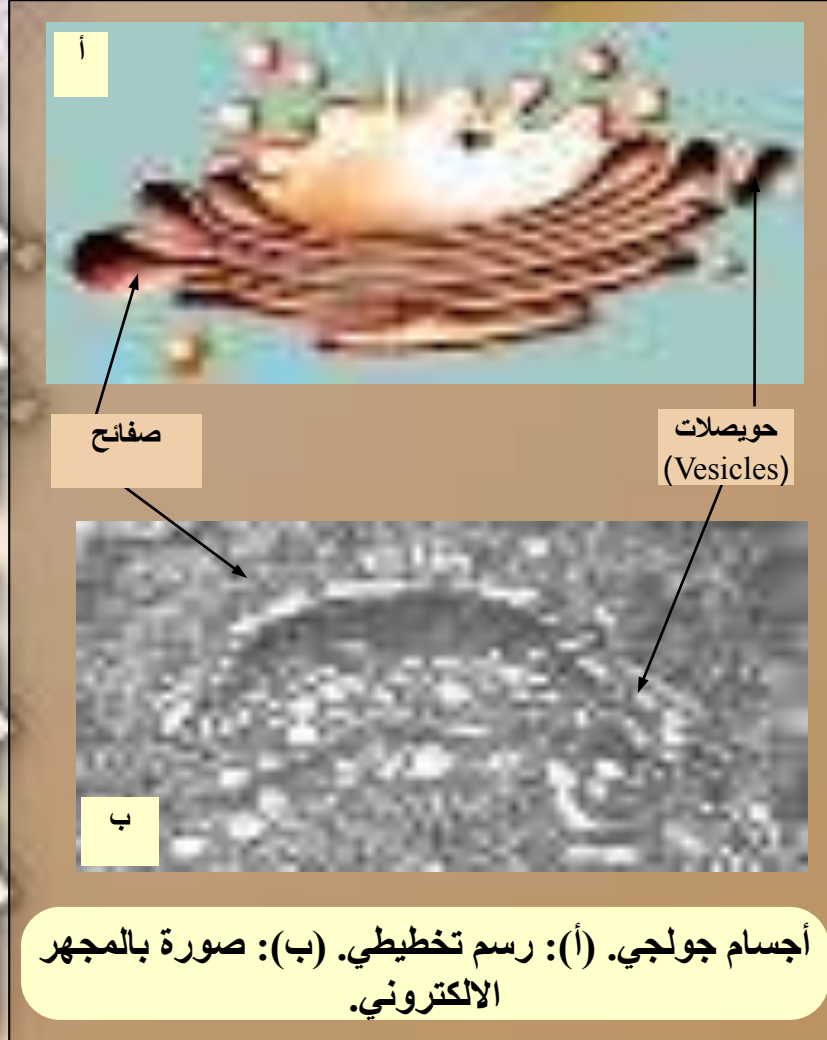 أ
صفائح
حويصلات
(Vesicles)
ب
أجسام جولجي. (أ): رسم تخطيطي. (ب): صورة بالمجهر
الالكتروني.